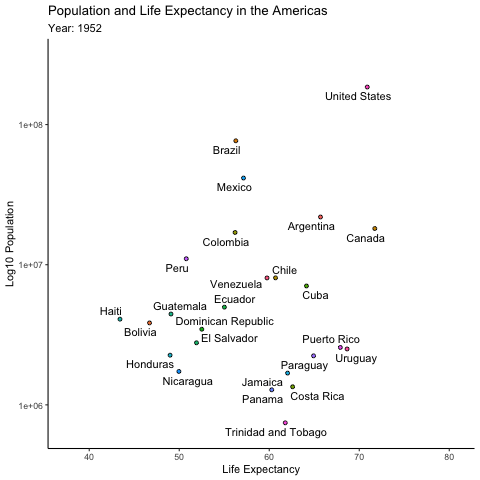 Population and Life Expectancy in the Americas
Year: 1952
United States
1e+08
Brazil
Mexico
Argentina
Canada
Colombia
Log10 Population
1e+07
Peru
Chile
Venezuela
Cuba
Ecuador
Guatemala
Haiti
Dominican Republic
Bolivia
El Salvador
Puerto Rico
Uruguay
Honduras
Paraguay
Nicaragua
Jamaica
Costa Rica
Panama
1e+06
Trinidad and Tobago
40 50 60 70 80
Life Expectancy